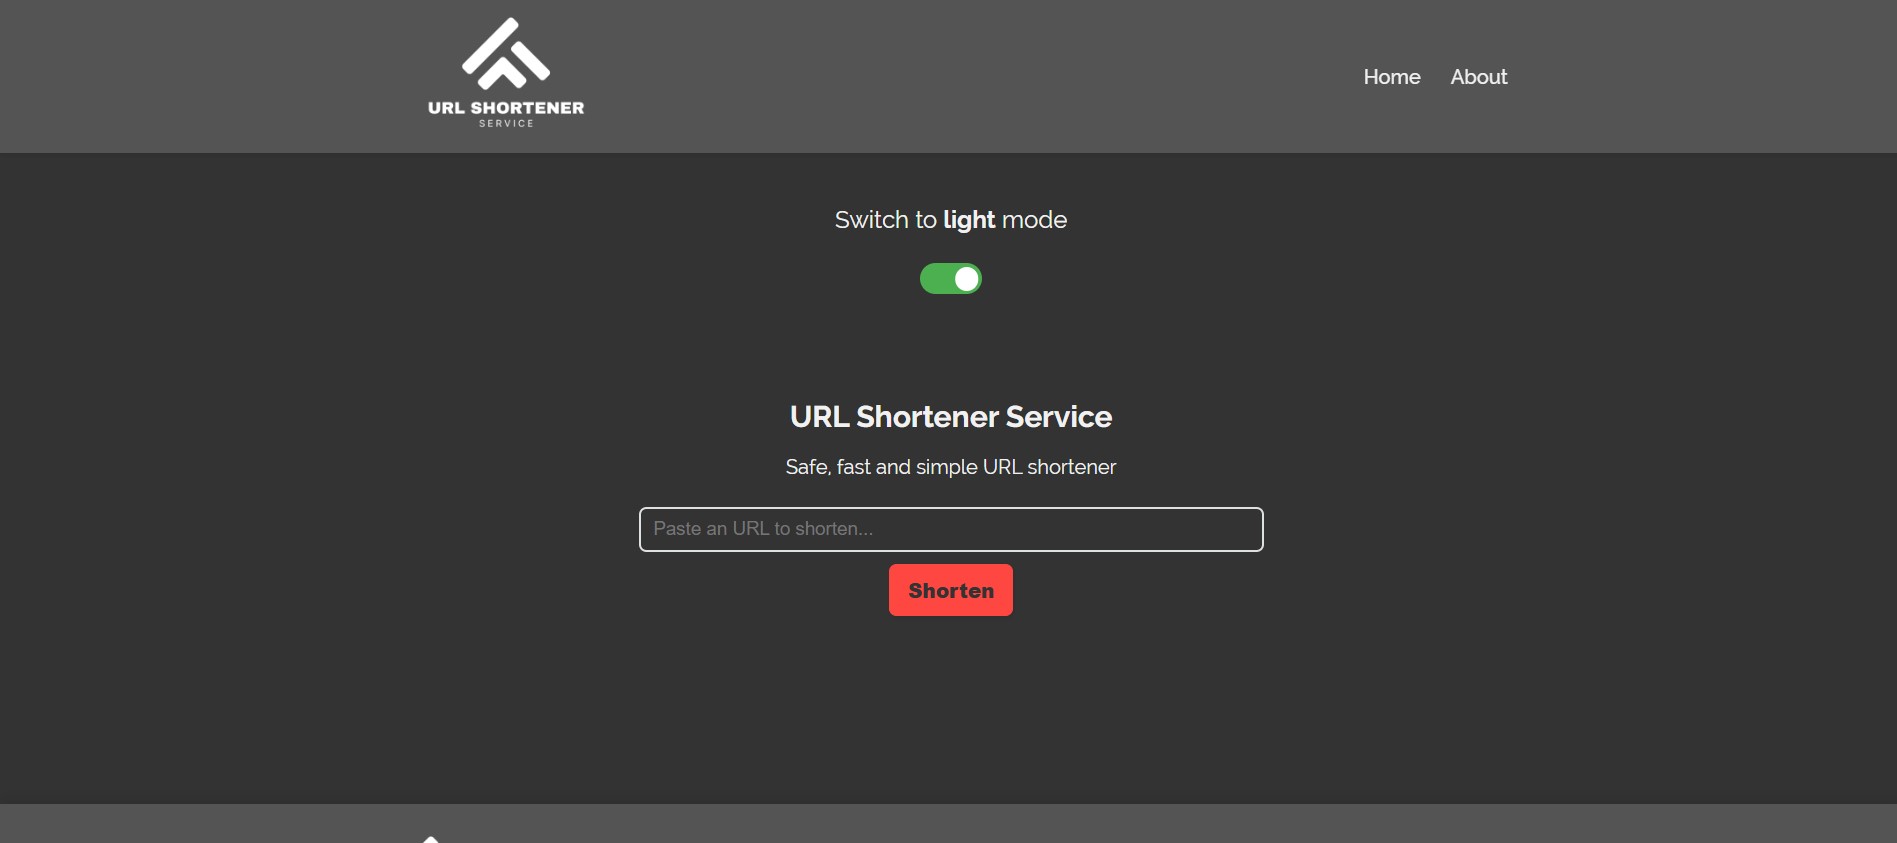 URL SHORTENER
SERVICE
Home About
Switch to light mode
URL Shortener Service
Safe, fast and simple URL shortener
Paste an URL to shorten...
Shorten